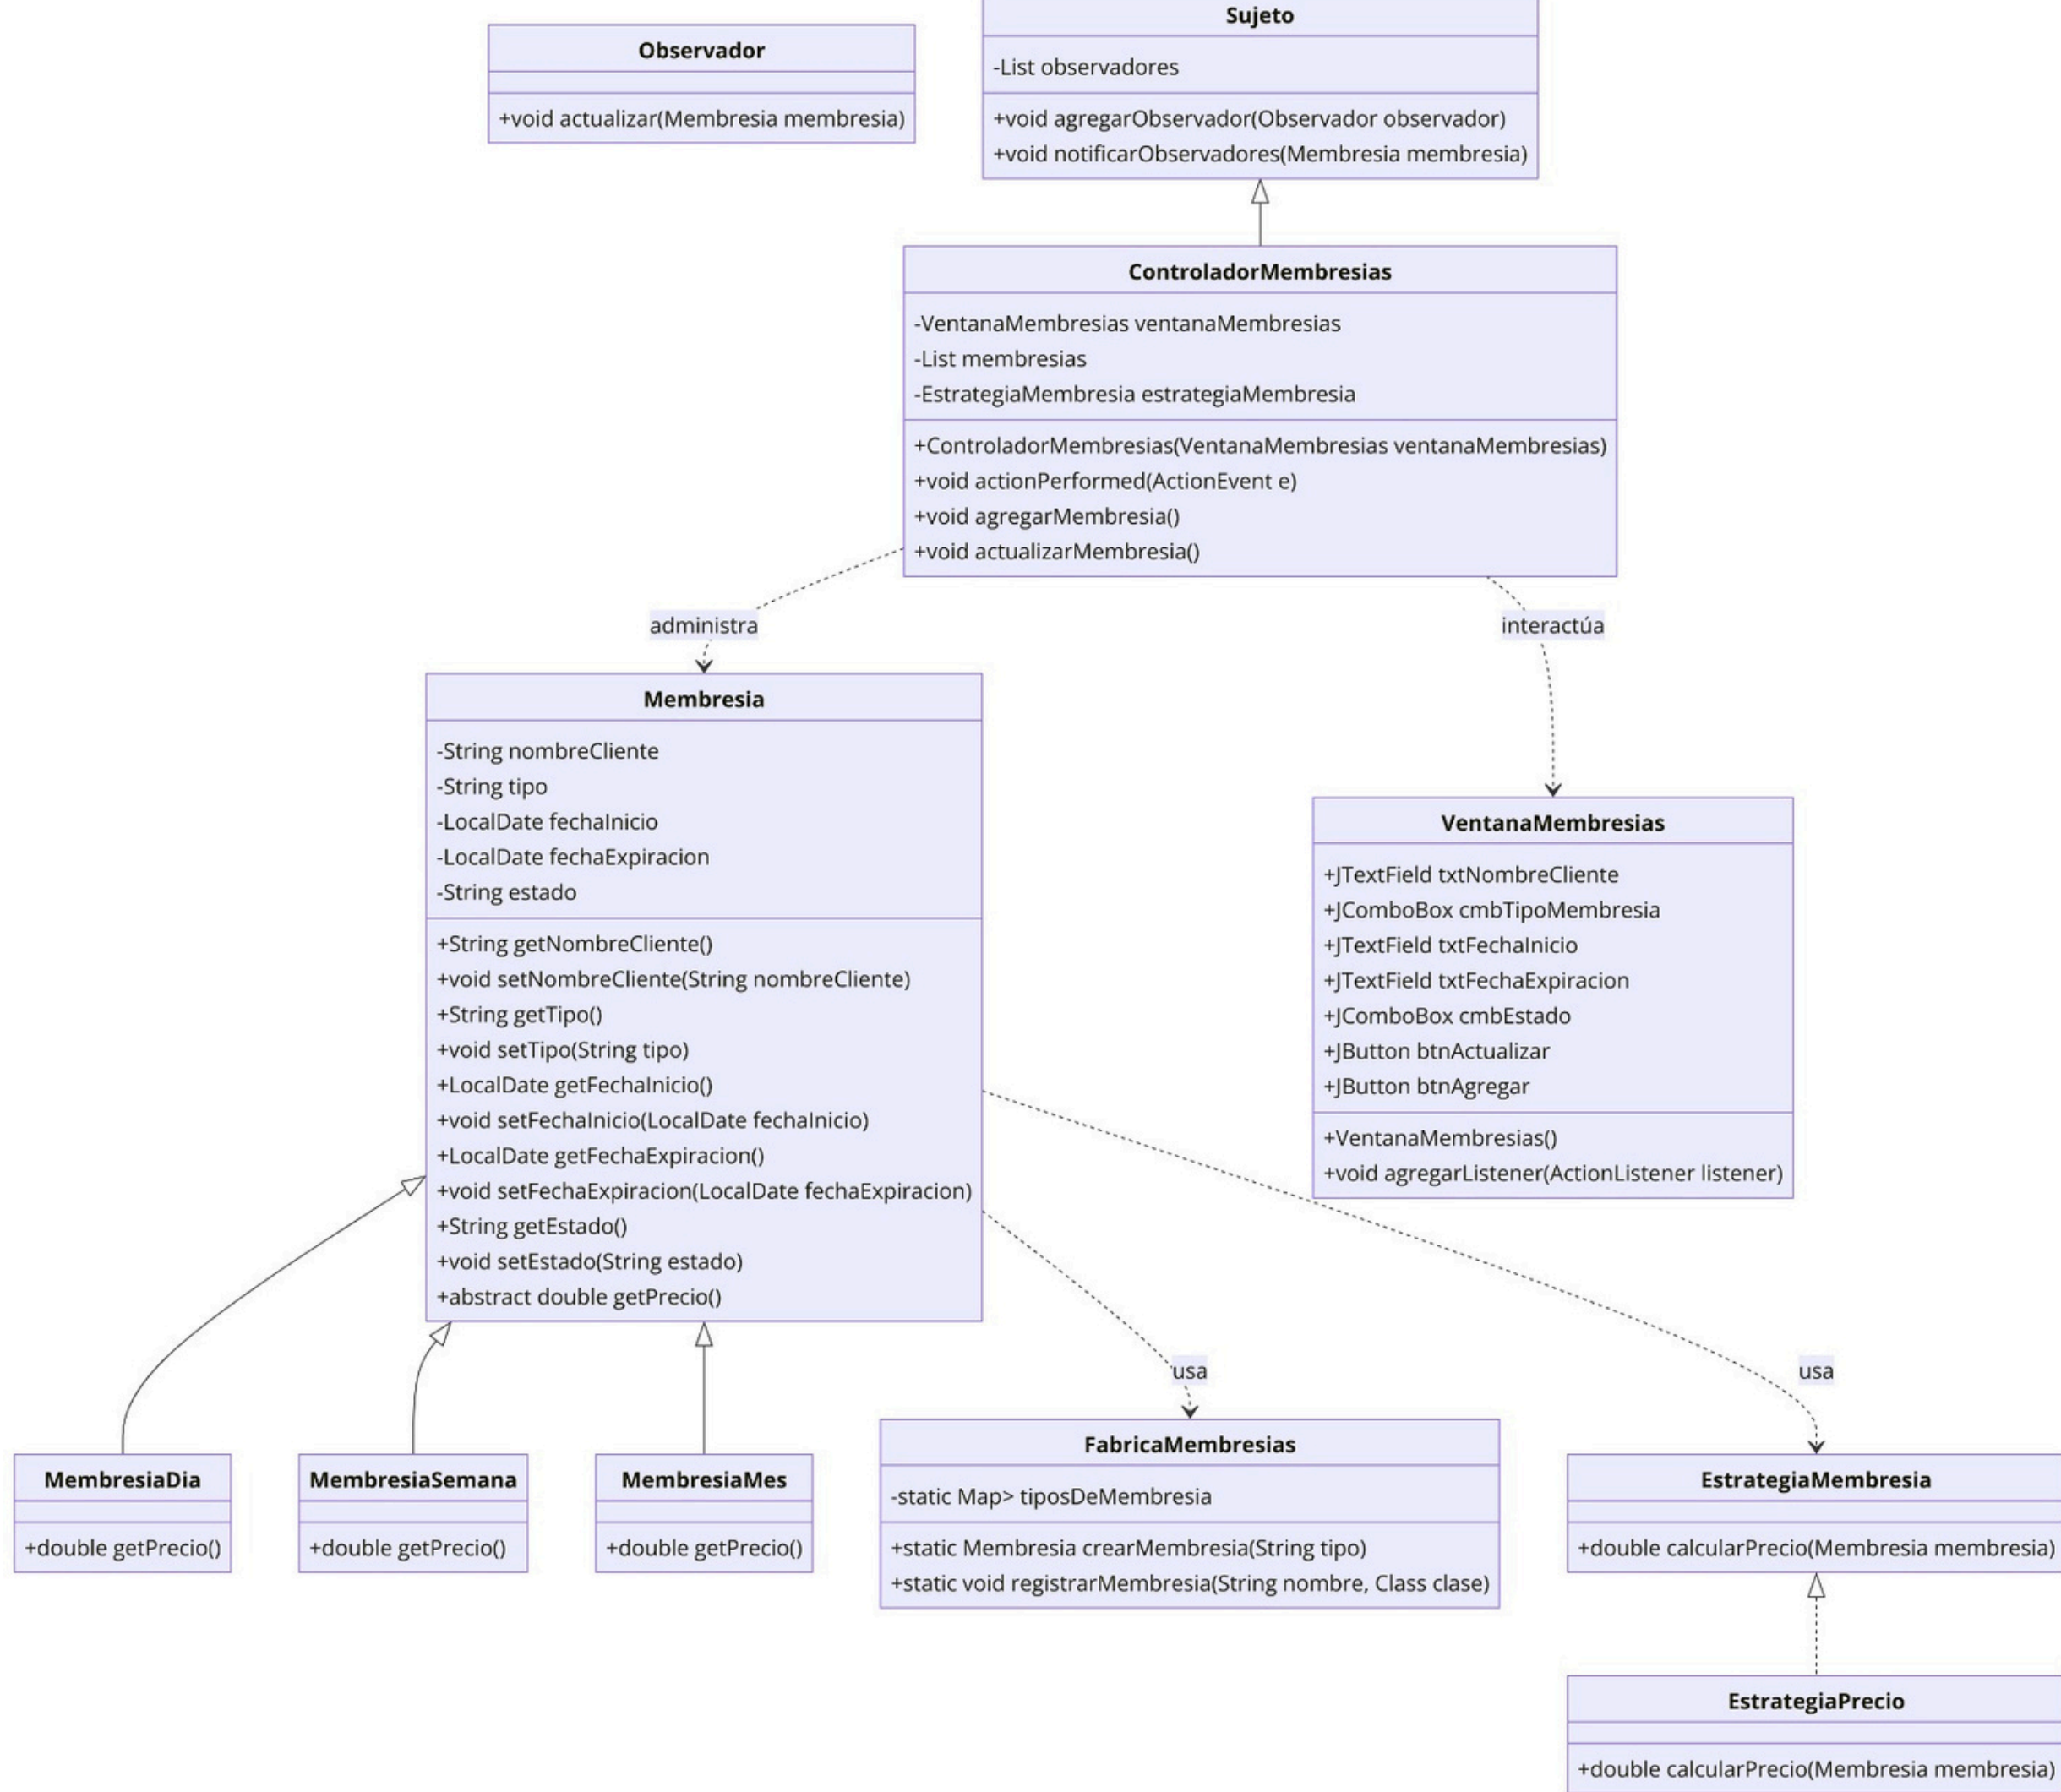 Observador
+void actualizar(Membresia membresia)
Sujeto
-List observadores
+void agregarObservador(Observador observador)
+void notificarObservadores(Membresia membresia)
ControladorMembresias
-VentanaMembresias ventanaMembresias
-List membresias
-EstrategiaMembresia estrategiaMembresia
+ControladorMembresias(VentanaMembresias ventanaMembresias)
+void actionPerformed(ActionEvent e)
+void agregarMembresia()
+void actualizarMembresia()
administra
interactúa
Membresia
-String nombreCliente
-String tipo
-LocalDate fechaInicio
-LocalDate fechaExpiracion
-String estado
+String getNombreCliente()
+void setNombreCliente(String nombreCliente)
+String getTipo()
+void setTipo(String tipo)
+LocalDate getFechaInicio()
+void setFechaInicio(LocalDate fechaInicio)
+LocalDate getFechaExpiracion()
+void setFechaExpiracion(LocalDate fechaExpiracion)
+String getEstado()
+void setEstado(String estado)
+abstract double getPrecio()
VentanaMembresias
+JTextField txtNombreCliente
+JComboBox cmbTipoMembresia
+JTextField txtFechaInicio
+JTextField txtFechaExpiracion
+JComboBox cmbEstado
+JButton btnActualizar
+JButton btnAgregar
+VentanaMembresias()
+void agregarListener(ActionListener listener)
usa
usa
MembresiaDia
+double getPrecio()
MembresiaSemana
+double getPrecio()
MembresiaMes
+double getPrecio()
FabricaMembresias
-static Map> tiposDeMembresia
+static Membresia crearMembresia(String tipo)
+static void registrarMembresia(String nombre, Class clase)
EstrategiaMembresia
+double calcularPrecio(Membresia membresia)
EstrategiaPrecio
+double calcularPrecio(Membresia membresia)